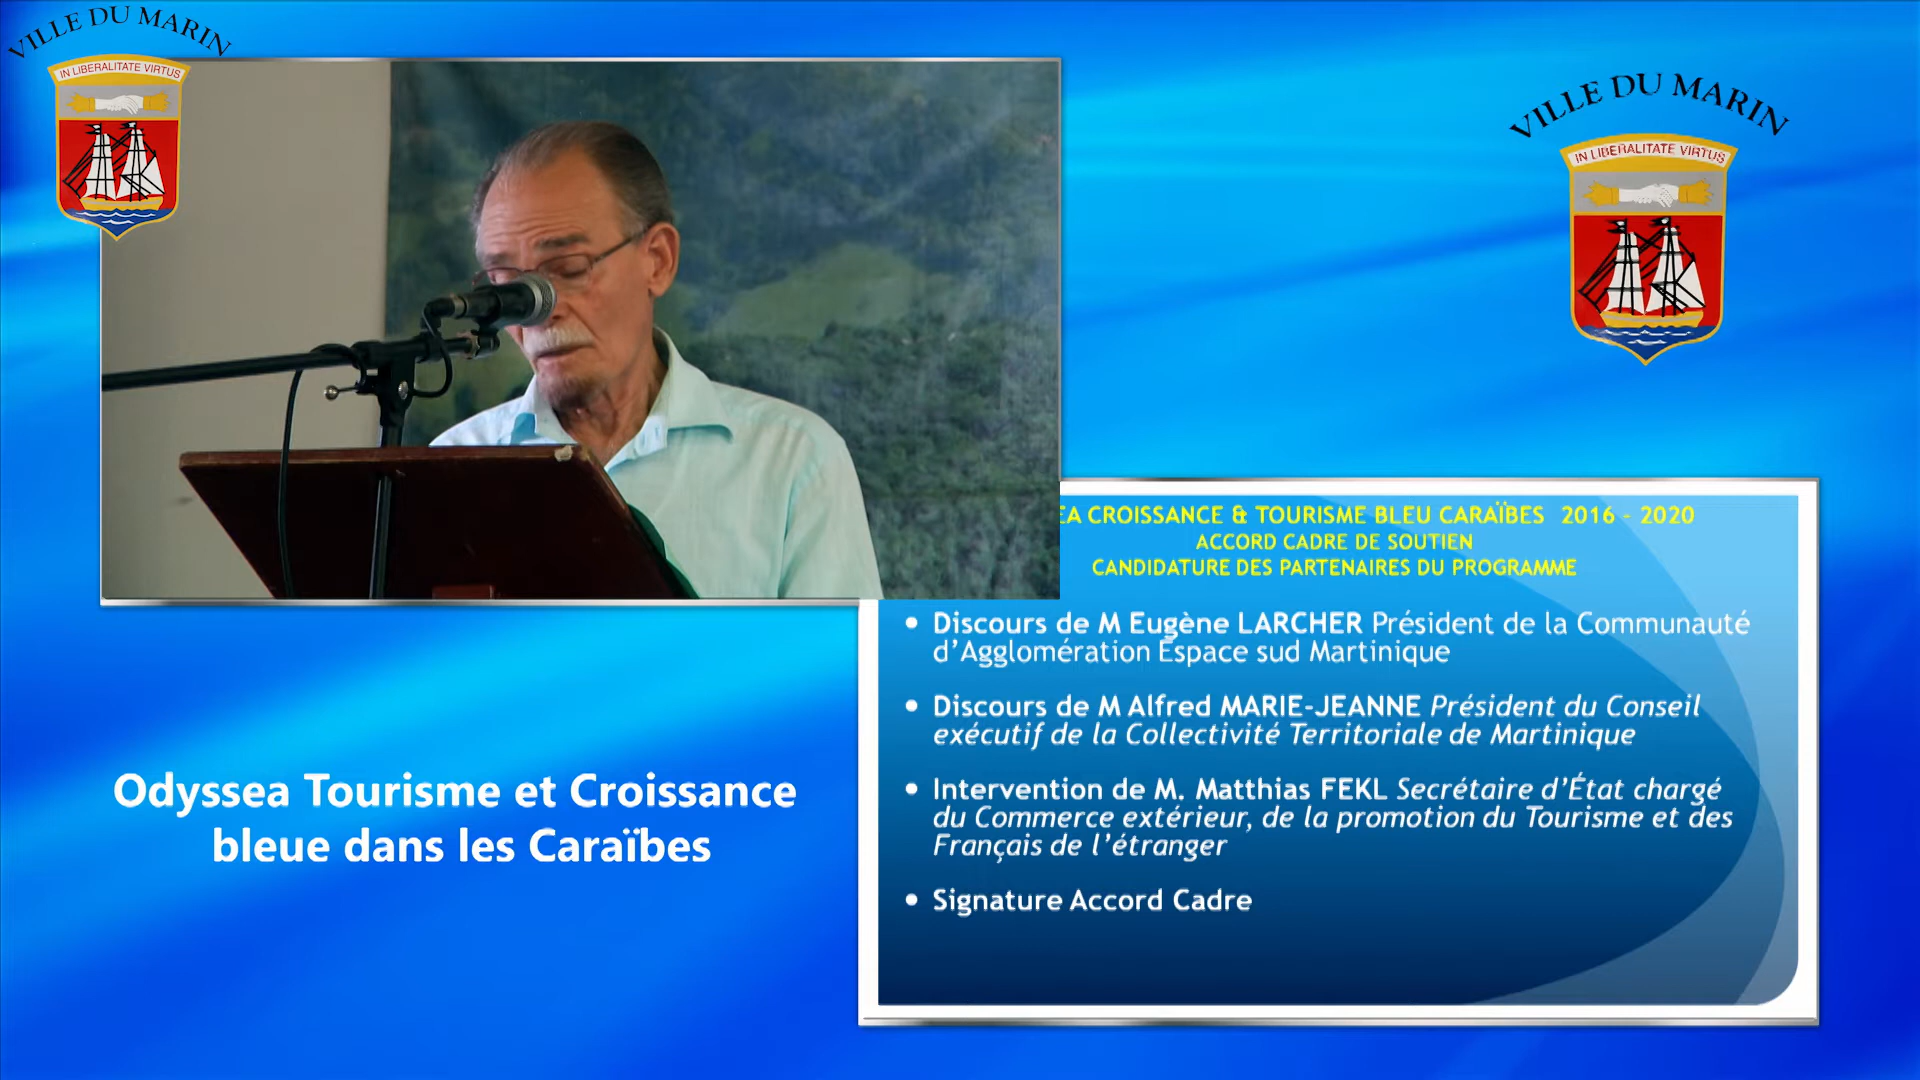 VILLE DU MARIN
IN LIBERALITATE VIRTUS
VILLE DU MARIN
IN LIBERALITATE VIRTUS
EA CROISSANCE & TOURISME BLEU CARAÏBES 2016 - 2020
ACCORD CADRE DE SOUTIEN
CANDIDATURE DES PARTENAIRES DU PROGRAMME
• Discours de M Eugène LARCHER Président de la Communauté
d’Agglomération Espace sud Martinique
• Discours de M Alfred MARIE-JEANNE Président du Conseil
exécutif de la Collectivité Territoriale de Martinique
• Intervention de M. Matthias FEKL Secrétaire d’État chargé
du Commerce extérieur, de la promotion du Tourisme et des
Français de l’étranger
• Signature Accord Cadre
Odyssea Tourisme et Croissance
bleue dans les Caraïbes